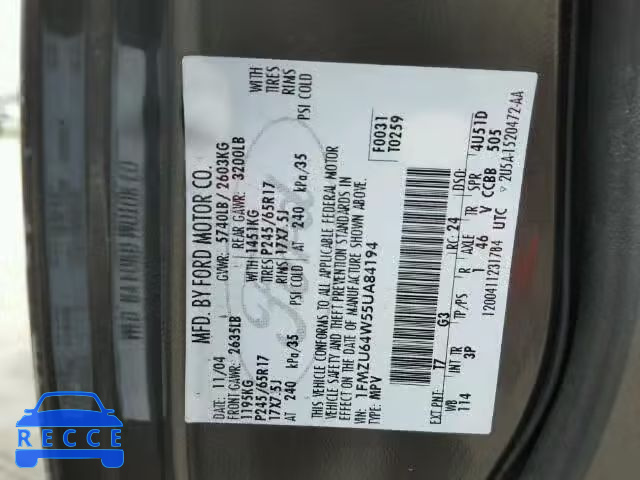 MFD. BY FORD MOTOR CO.
DATE: 11/04 GVWR: 5740LB/ 2603KG
FRONT GAWR: 2635LB REAR GAWR: 3200LB
1195KG 1451KG WITH
P245/65R17 TIRES P245/65R17 TIRES
17X7.5J RIMS 17X7.5J RIMS
AT 240 kPa/35 AT 240 kPa/35 PSI COLD
THIS VEHICLE CONFORMS TO ALL APPLICABLE FEDERAL MOTOR
VEHICLE SAFETY AND THEFT PREVENTION STANDARDS IN EFFECT
ON THE DATE OF MANUFACTURE SHOWN ABOVE.
VIN: 1FMZU64W55UA84194
TYPE: MPV
F0031
T0259
EXT PNT: T7 G3 RC: 24 DSO:
WB INT TR TP/PS R AXLE TR SPR 4U51D
114 3P 1 46 V CCBB 505
UTC
1200411231784
2U5A-1520472-AA
Ford
RECCE